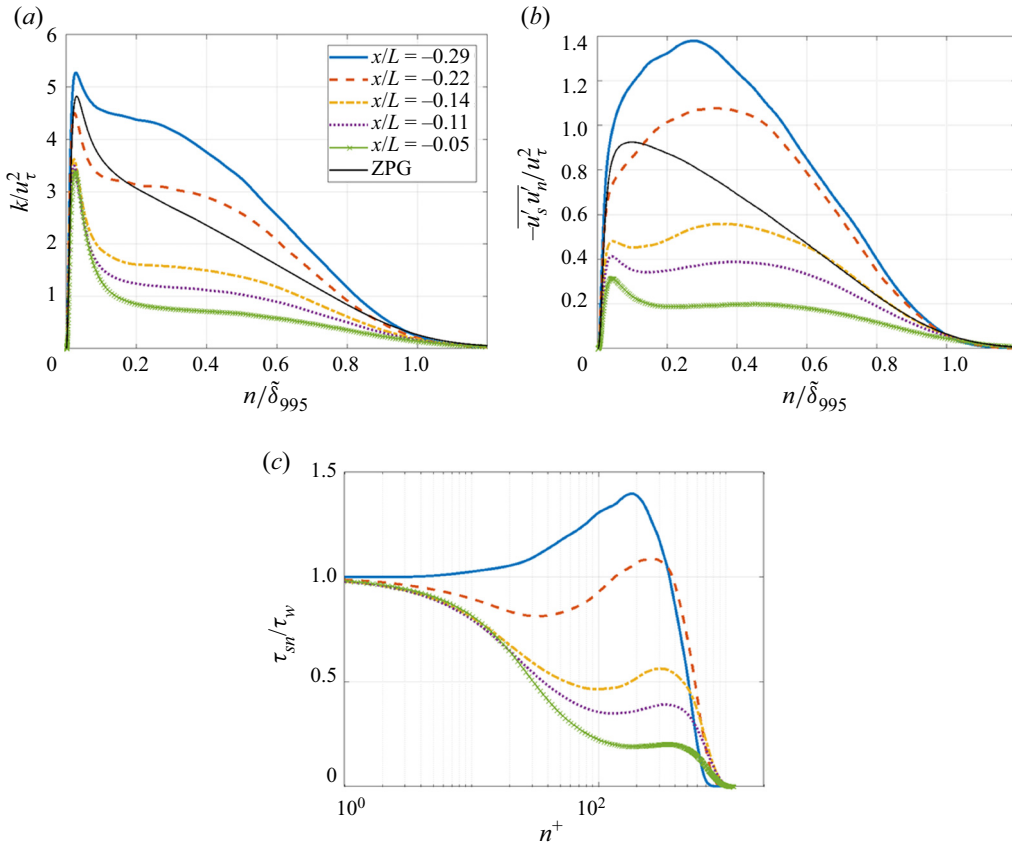 (a)
6
5
4
3
2
1
0
k/u_τ^2
0 0.2 0.4 0.6 0.8 1.0
n/δ̃_995
x/L = –0.29
x/L = –0.22
x/L = –0.14
x/L = –0.11
x/L = –0.05
ZPG
(b)
1.4
1.2
1.0
0.8
0.6
0.4
0.2
–u′_s u′_n/u_τ^2
0 0.2 0.4 0.6 0.8 1.0
n/δ̃_995
(c)
1.5
1.0
0.5
0
τ_sn/τ_w
10^0 10^2
n^+